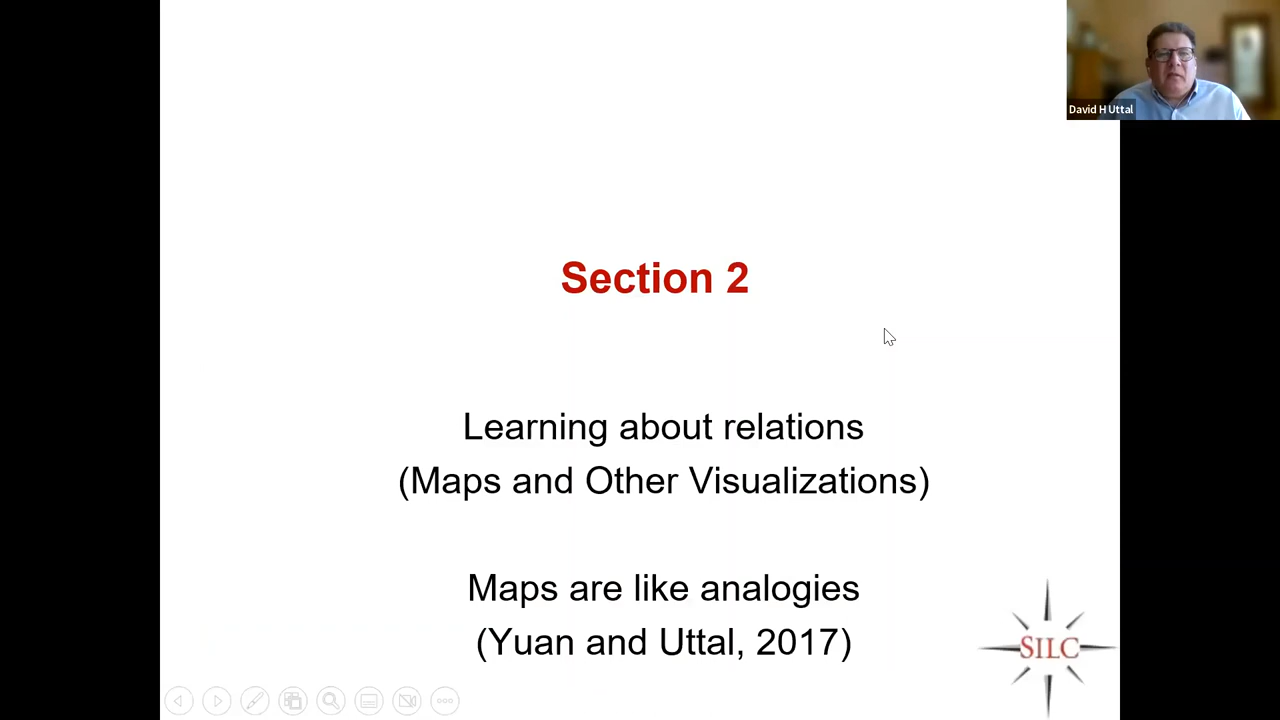 David H Uttal
Section 2
Learning about relations
(Maps and Other Visualizations)
Maps are like analogies
(Yuan and Uttal, 2017)
SILC